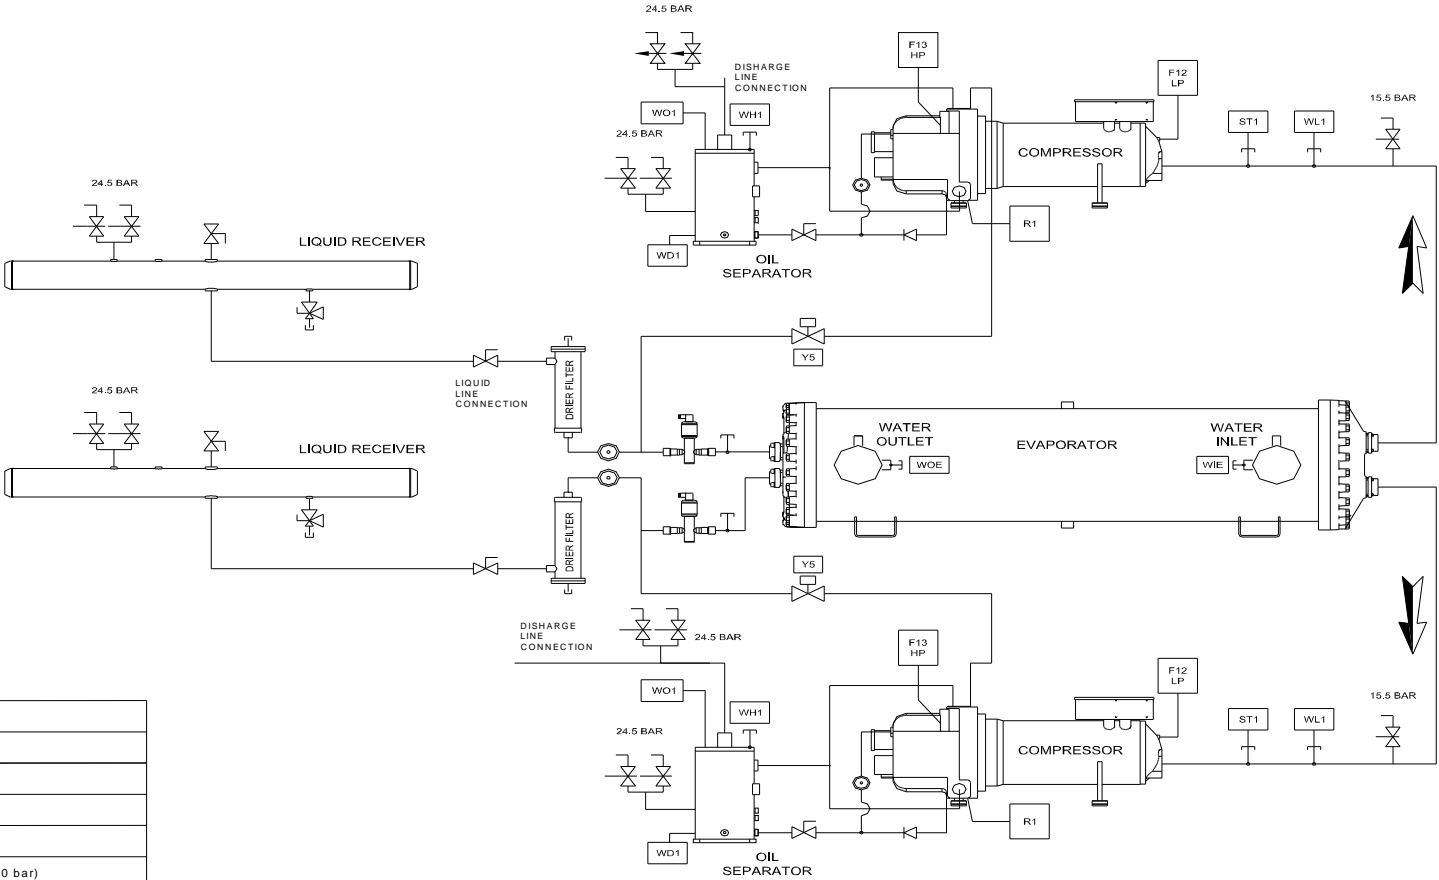 24.5 BAR
DISHARGE
LINE
CONNECTION
F13
HP
F12
LP
15.5 BAR
WO1
WH1
24.5 BAR
ST1
WL1
COMPRESSOR
24.5 BAR
LIQUID RECEIVER
WD1
OIL
SEPARATOR
R1
Y5
DRIER FILTER
LIQUID
LINE
CONNECTION
24.5 BAR
LIQUID RECEIVER
WATER
OUTLET
EVAPORATOR
WATER
INLET
WOE
WIE
DRIER FILTER
Y5
DISHARGE
LINE
CONNECTION
24.5 BAR
F13
HP
F12
LP
15.5 BAR
WO1
WH1
24.5 BAR
ST1
WL1
COMPRESSOR
R1
WD1
OIL
SEPARATOR
0 bar)